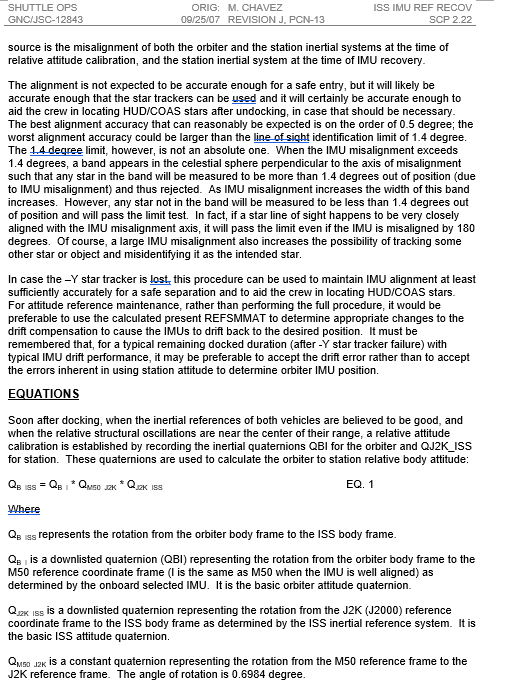 SHUTTLE OPS ORIG: M. CHAVEZ ISS IMU REF RECOV
GNC/JSC-12843 09/25/07 REVISION J, PCN-13 SCP 2.22
source is the misalignment of both the orbiter and the station inertial systems at the time of
relative attitude calibration, and the station inertial system at the time of IMU recovery.
The alignment is not expected to be accurate enough for a safe entry, but it will likely be
accurate enough that the star trackers can be used and it will certainly be accurate enough to
aid the crew in locating HUD/COAS stars after undocking, in case that should be necessary.
The best alignment accuracy that can reasonably be expected is on the order of 0.5 degree; the
worst alignment accuracy could be larger than the line of sight identification limit of 1.4 degree.
The 1.4 degree limit, however, is not an absolute one. When the IMU misalignment exceeds
1.4 degrees, a band appears in the celestial sphere perpendicular to the axis of misalignment
such that any star in the band will be measured to be more than 1.4 degrees out of position (due
to IMU misalignment) and thus rejected. As IMU misalignment increases the width of this band
increases. However, any star not in the band will be measured to be less than 1.4 degrees out
of position and will pass the limit test. In fact, if a star line of sight happens to be very closely
aligned with the IMU misalignment axis, it will pass the limit even if the IMU is misaligned by 180
degrees. Of course, a large IMU misalignment also increases the possibility of tracking some
other star or object and misidentifying it as the intended star.
In case the –Y star tracker is lost, this procedure can be used to maintain IMU alignment at least
sufficiently accurately for a safe separation and to aid the crew in locating HUD/COAS stars.
For attitude reference maintenance, rather than performing the full procedure, it would be
preferable to use the calculated present REFSMMAT to determine appropriate changes to the
drift compensation to cause the IMUs to drift back to the desired position. It must be
remembered that, for a typical remaining docked duration (after -Y star tracker failure) with
typical IMU drift performance, it may be preferable to accept the drift error rather than to accept
the errors inherent in using station attitude to determine orbiter IMU position.
EQUATIONS
Soon after docking, when the inertial references of both vehicles are believed to be good, and
when the relative structural oscillations are near the center of their range, a relative attitude
calibration is established by recording the inertial quaternions QBI for the orbiter and QJ2K_ISS
for station. These quaternions are used to calculate the orbiter to station relative body attitude:
QB ISS = QB I * QM50 J2K * QJ2K ISS EQ. 1
Where
QB ISS represents the rotation from the orbiter body frame to the ISS body frame.
QB I is a downlisted quaternion (QBI) representing the rotation from the orbiter body frame to the
M50 reference coordinate frame (I is the same as M50 when the IMU is well aligned) as
determined by the onboard selected IMU. It is the basic orbiter attitude quaternion.
QJ2K ISS is a downlisted quaternion representing the rotation from the J2K (J2000) reference
coordinate frame to the ISS body frame as determined by the ISS inertial reference system. It is
the basic ISS attitude quaternion.
QM50 J2K is a constant quaternion representing the rotation from the M50 reference frame to the
J2K reference frame. The angle of rotation is 0.6984 degree.